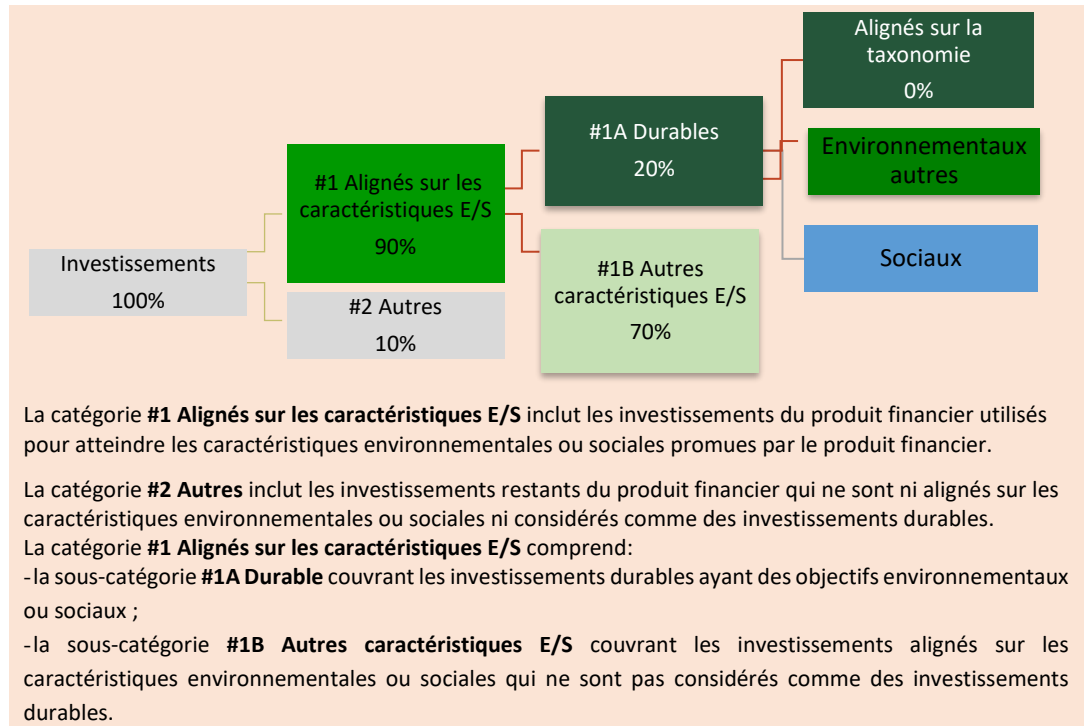 Alignés sur la
taxonomie
0%
#1A Durables
20%
Environnementaux
autres
#1 Alignés sur les
caractéristiques E/S
90%
Sociaux
Investissements
100%
#1B Autres
caractéristiques E/S
70%
#2 Autres
10%
La catégorie #1 Alignés sur les caractéristiques E/S inclut les investissements du produit financier utilisés
pour atteindre les caractéristiques environnementales ou sociales promues par le produit financier.
La catégorie #2 Autres inclut les investissements restants du produit financier qui ne sont ni alignés sur les
caractéristiques environnementales ou sociales ni considérés comme des investissements durables.
La catégorie #1 Alignés sur les caractéristiques E/S comprend:
-la sous-catégorie #1A Durable couvrant les investissements durables ayant des objectifs environnementaux
ou sociaux ;
-la sous-catégorie #1B Autres caractéristiques E/S couvrant les investissements alignés sur les
caractéristiques environnementales ou sociales qui ne sont pas considérés comme des investissements
durables.